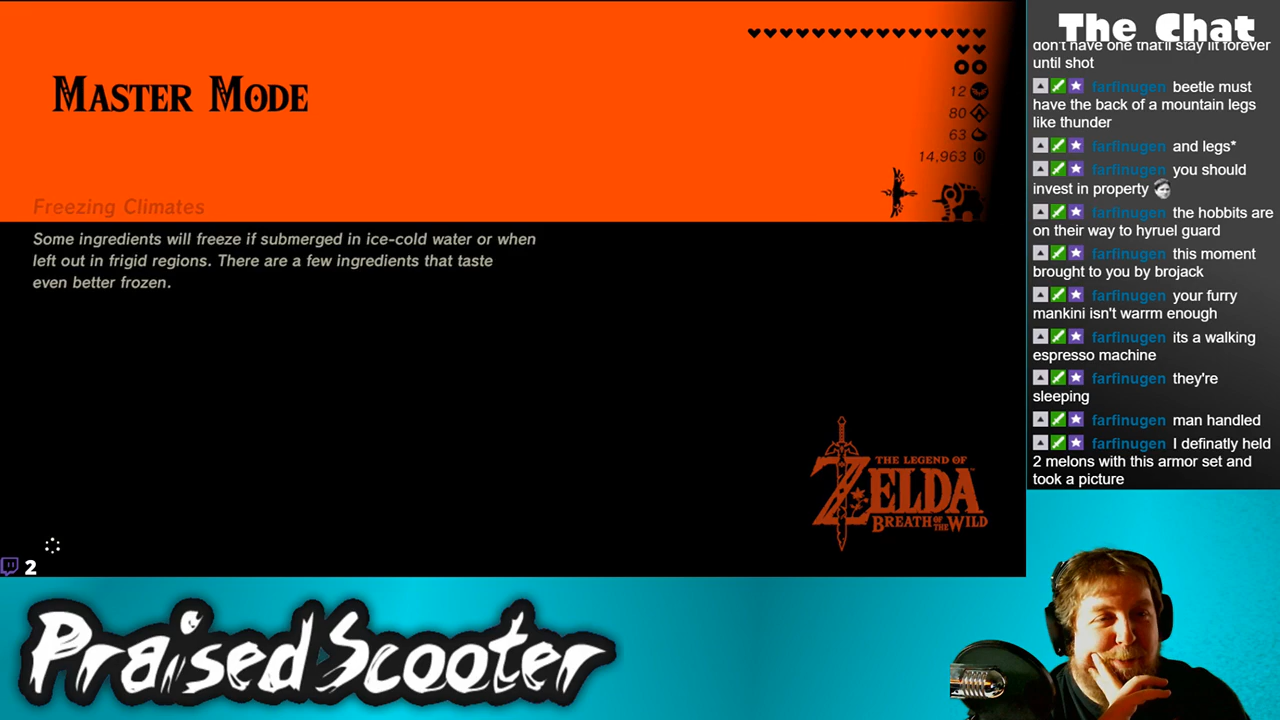 Master Mode
12
80
63
14,963
Freezing Climates
Some ingredients will freeze if submerged in ice-cold water or when
left out in frigid regions. There are a few ingredients that taste
even better frozen.
THE LEGEND OF
ZELDA
BREATH OF THE WILD
2
PraisedScooter
The Chat
don't have one that'll stay lit forever
until shot
farfinugen beetle must
have the back of a mountain legs
like thunder
farfinugen and legs*
farfinugen you should
invest in property
farfinugen the hobbits are
on their way to hyruel guard
farfinugen this moment
brought to you by brojack
farfinugen your furry
mankini isn't warrm enough
farfinugen its a walking
espresso machine
farfinugen they're
sleeping
farfinugen man handled
farfinugen I definatly held
2 melons with this armor set and
took a picture